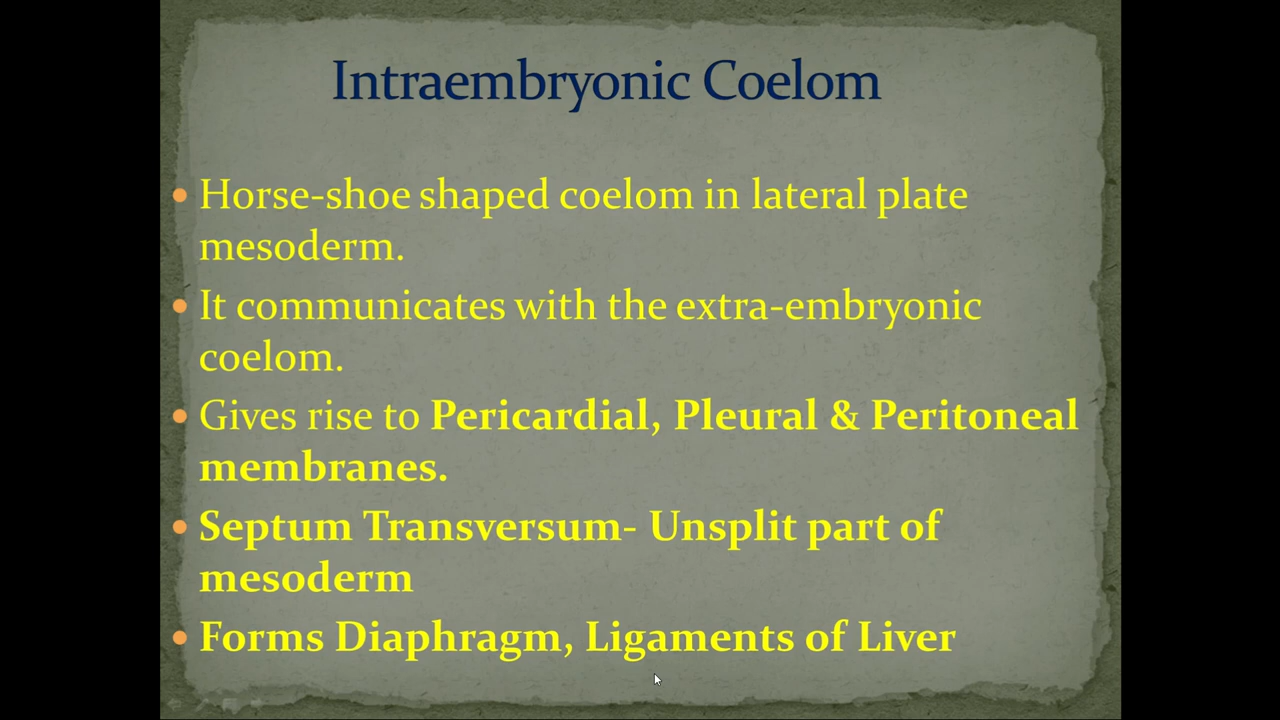 Intraembryonic Coelom
• Horse-shoe shaped coelom in lateral plate
mesoderm.
• It communicates with the extra-embryonic
coelom.
• Gives rise to Pericardial, Pleural & Peritoneal
membranes.
• Septum Transversum- Unsplit part of
mesoderm
• Forms Diaphragm, Ligaments of Liver